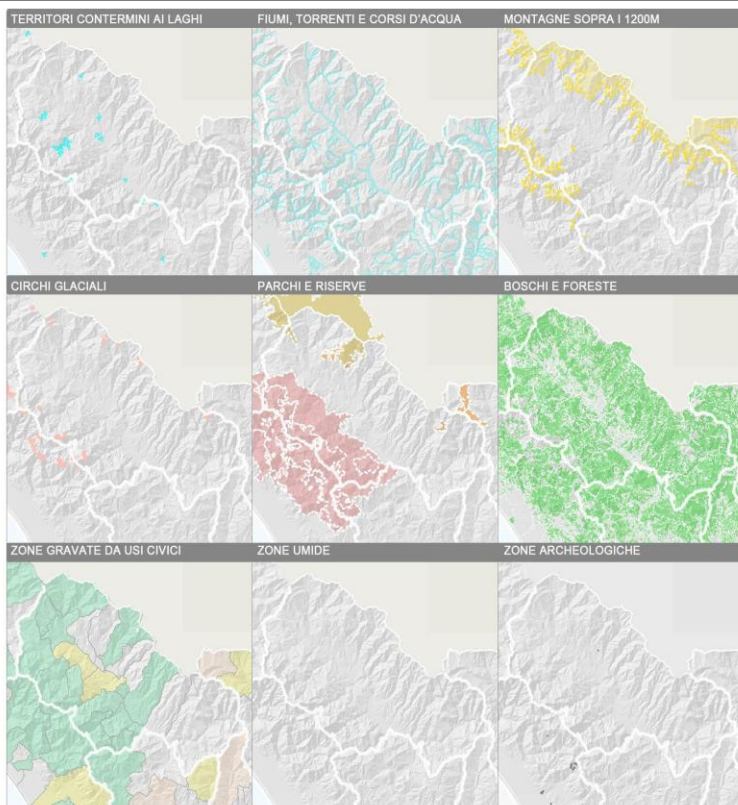 TERRITORI CONTERMINI AI LAGHI
FIUMI, TORRENTI E CORSI D'ACQUA
MONTAGNE SOPRA I 1200M
CIRCHI GLACIALI
PARCHI E RISERVE
BOSCHI E FORESTE
ZONE GRAVATE DA USI CIVICI
ZONE UMIDE
ZONE ARCHEOLOGICHE